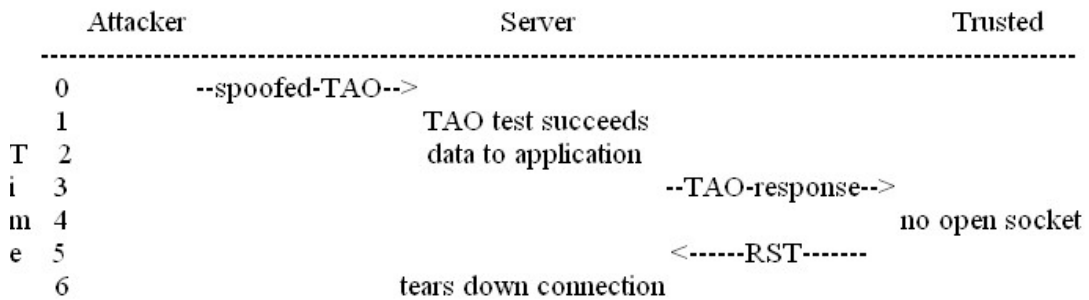 Attacker Server Trusted
--------------------------------------------------------------------------------
0 --spoofed-TAO-->
1 TAO test succeeds
T 2 data to application
i 3 --TAO-response-->
m 4 no open socket
e 5 <------RST-------
6 tears down connection